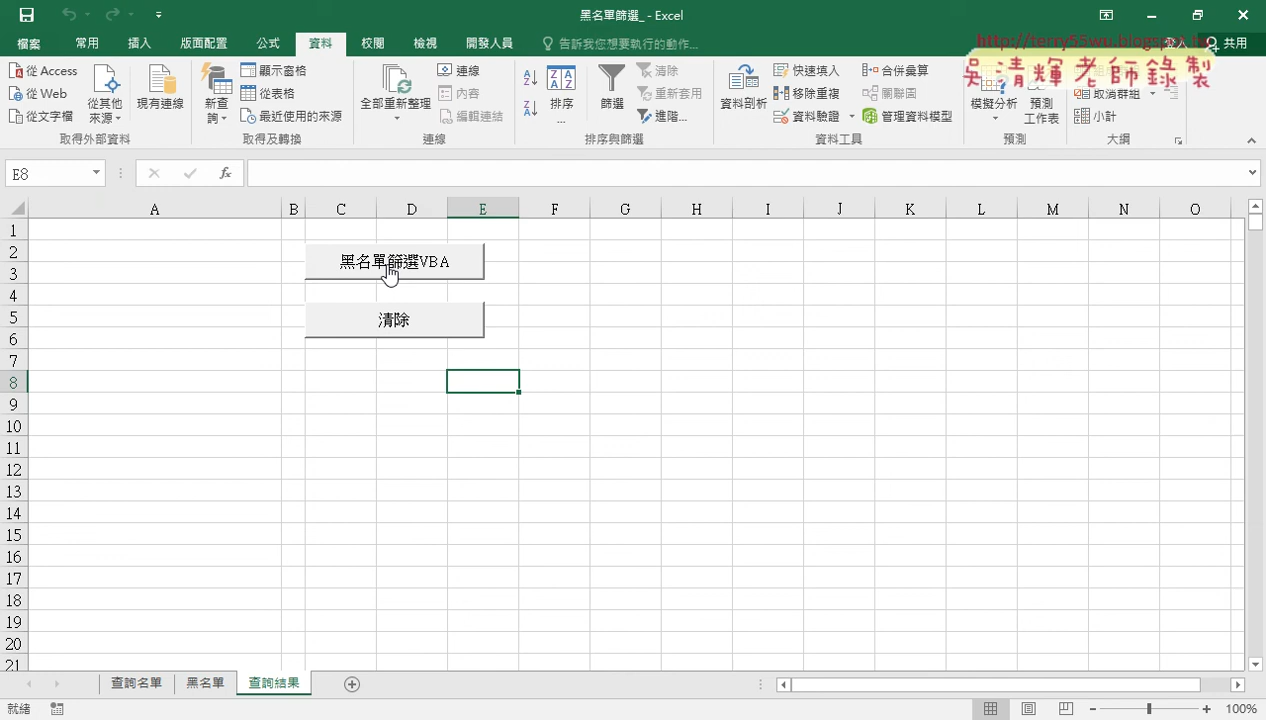 黑名單篩選_ - Excel
檔案 常用 插入 版面配置 公式 資料 校閱 檢視 開發人員 告訴我您想要執行的動作... 登入 共用
http://terry55wu.blogspot.tw
吳清輝老師錄製
從 Access
從 Web
從文字檔
從其他來源
現有連線
取得外部資料
新查詢
顯示窗格
從表格
最近使用的來源
取得及轉換
全部重新整理
連線
內容
編輯連結
連線
排序...
篩選
清除
重新套用
進階...
排序與篩選
資料剖析
快速填入
移除重複
資料驗證
合併彙算
關聯圖
管理資料模型
資料工具
模擬分析
預測工作表
預測
取消群組
小計
大綱
E8
fx
A B C D E F G H I J K L M N O
1
2
3
4
5
6
7
8
9
10
11
12
13
14
15
16
17
18
19
20
21
黑名單篩選VBA
清除
查詢名單 黑名單 查詢結果
就緒
100%